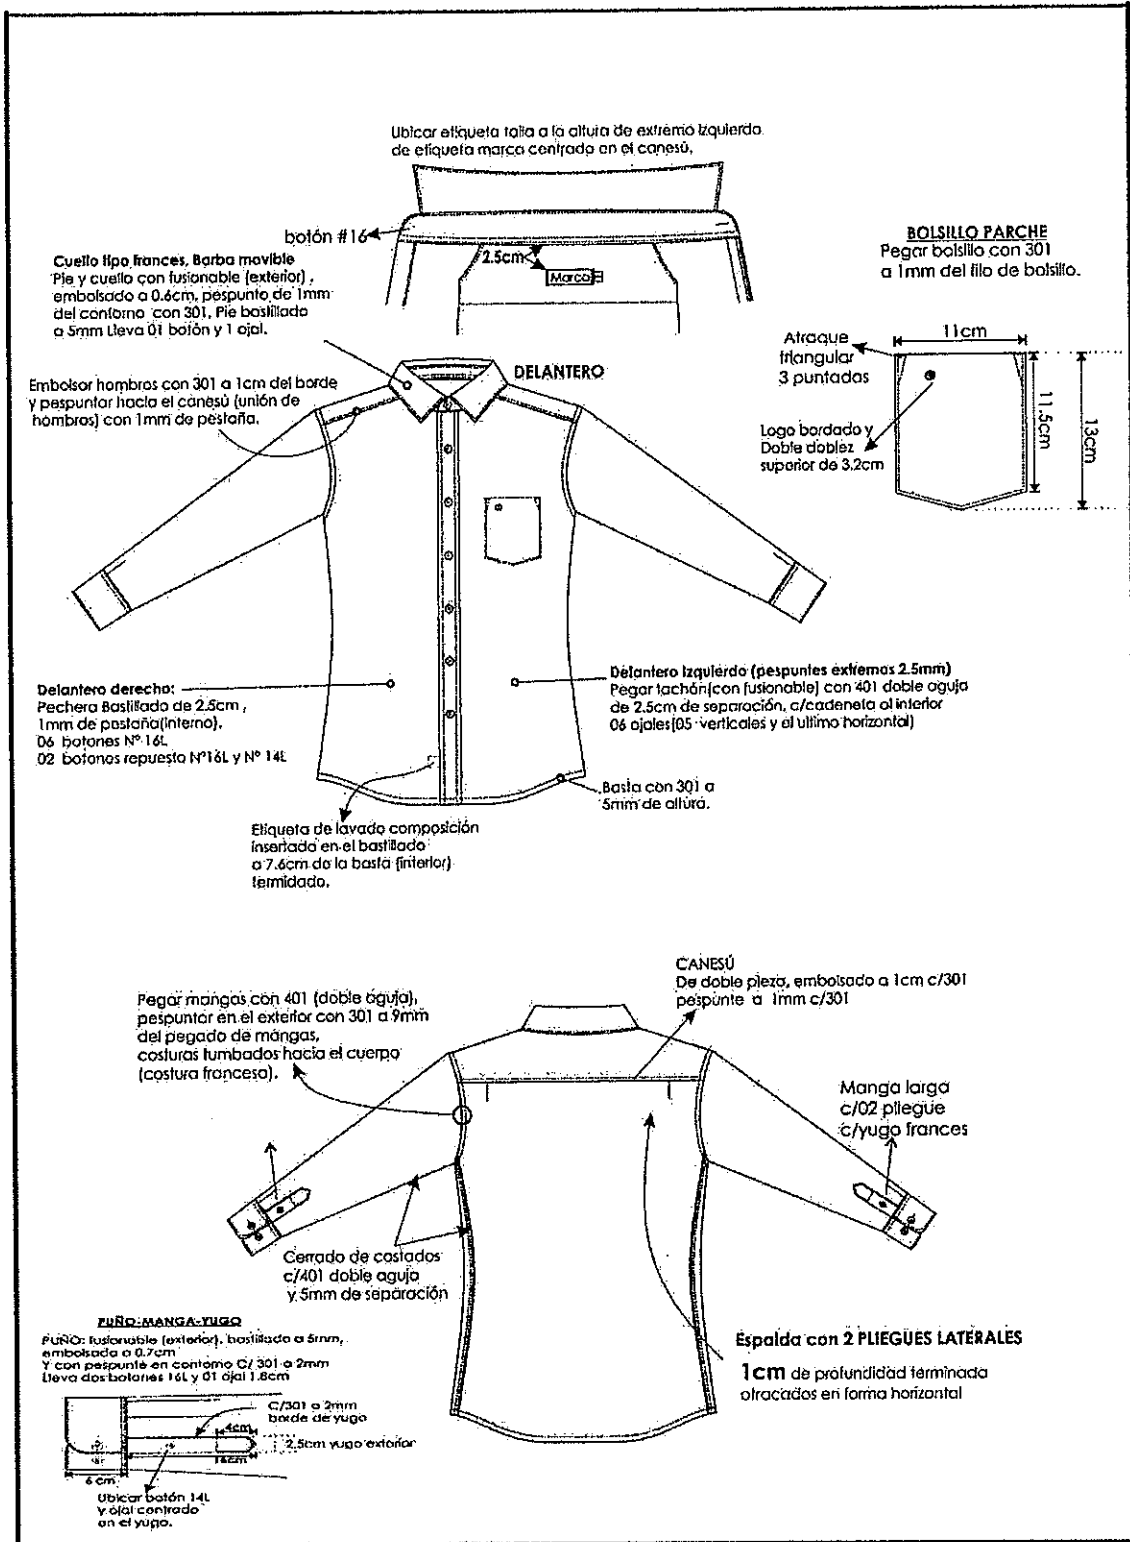 Ubicar etiqueta talla a la altura de extremo izquierdo
de etiqueta marca centrado en el canesú.
botón #16
2.5cm
Marca
Cuello tipo frances, Barba movible
Pie y cuello con fusionable (exterior),
embolsado a 0.6cm, pespunto de 1mm
del contorno con 301, Pie bastillado
a 5mm Lleva 01 botón y 1 ojal.
BOLSILLO PARCHE
Pegar bolsillo con 301
a 1mm del filo de bolsillo.
Atraque
triangular
3 puntadas
11cm
11.5cm
13cm
Logo bordado y
Doble doblez
superior de 3.2cm
DELANTERO
Embolsar hombros con 301 a 1cm del borde
y pespuntar hacia el canesú (unión de
hombros) con 1mm de pestaña.
Delantero derecho:
Pechera Bastillado de 2.5cm,
1mm de pestaña(interno).
06 botones Nº 16L
02 botones repuesto Nº16L y Nº 14L
Delantero Izquierdo (pespuntes extremos 2.5mm)
Pegar tachón(con fusionable) con 401 doble aguja
de 2.5cm de separación, c/cadeneta al interior
06 ojales(05 verticales y el ultimo horizontal)
Basta con 301 a
5mm de altura.
Etiqueta de lavado composición
insertada en el bastillado
a 7.6cm de la basta (interior)
termidado.
CANESÚ
De doble pieza, embolsado a 1cm c/301
pespunte a 1mm c/301
Pegar mangas con 401 (doble aguja),
pespuntar en el exterior con 301 a 9mm
del pegado de mangas,
costuras tumbados hacia el cuerpo
(costura francesa).
Manga larga
c/02 pliegue
c/yugo frances
Cerrado de costados
c/401 doble aguja
y 5mm de separación
Espalda con 2 PLIEGUES LATERALES
1cm de profundidad terminada
atracados en forma horizontal
PUÑO-MANGA-YUGO
PUÑO: fusionable (exterior), bastillado a 5mm,
embolsada a 0.7cm
Y con pespunte en contorno C/ 301 a 2mm
Lleva dos botones 16L y 01 ojal 1.8cm
C/301 a 2mm
borde de yugo
4cm
2.5cm yugo exterior
16cm
6 cm
Ubicar botón 14L
y ojal centrado
en el yugo.